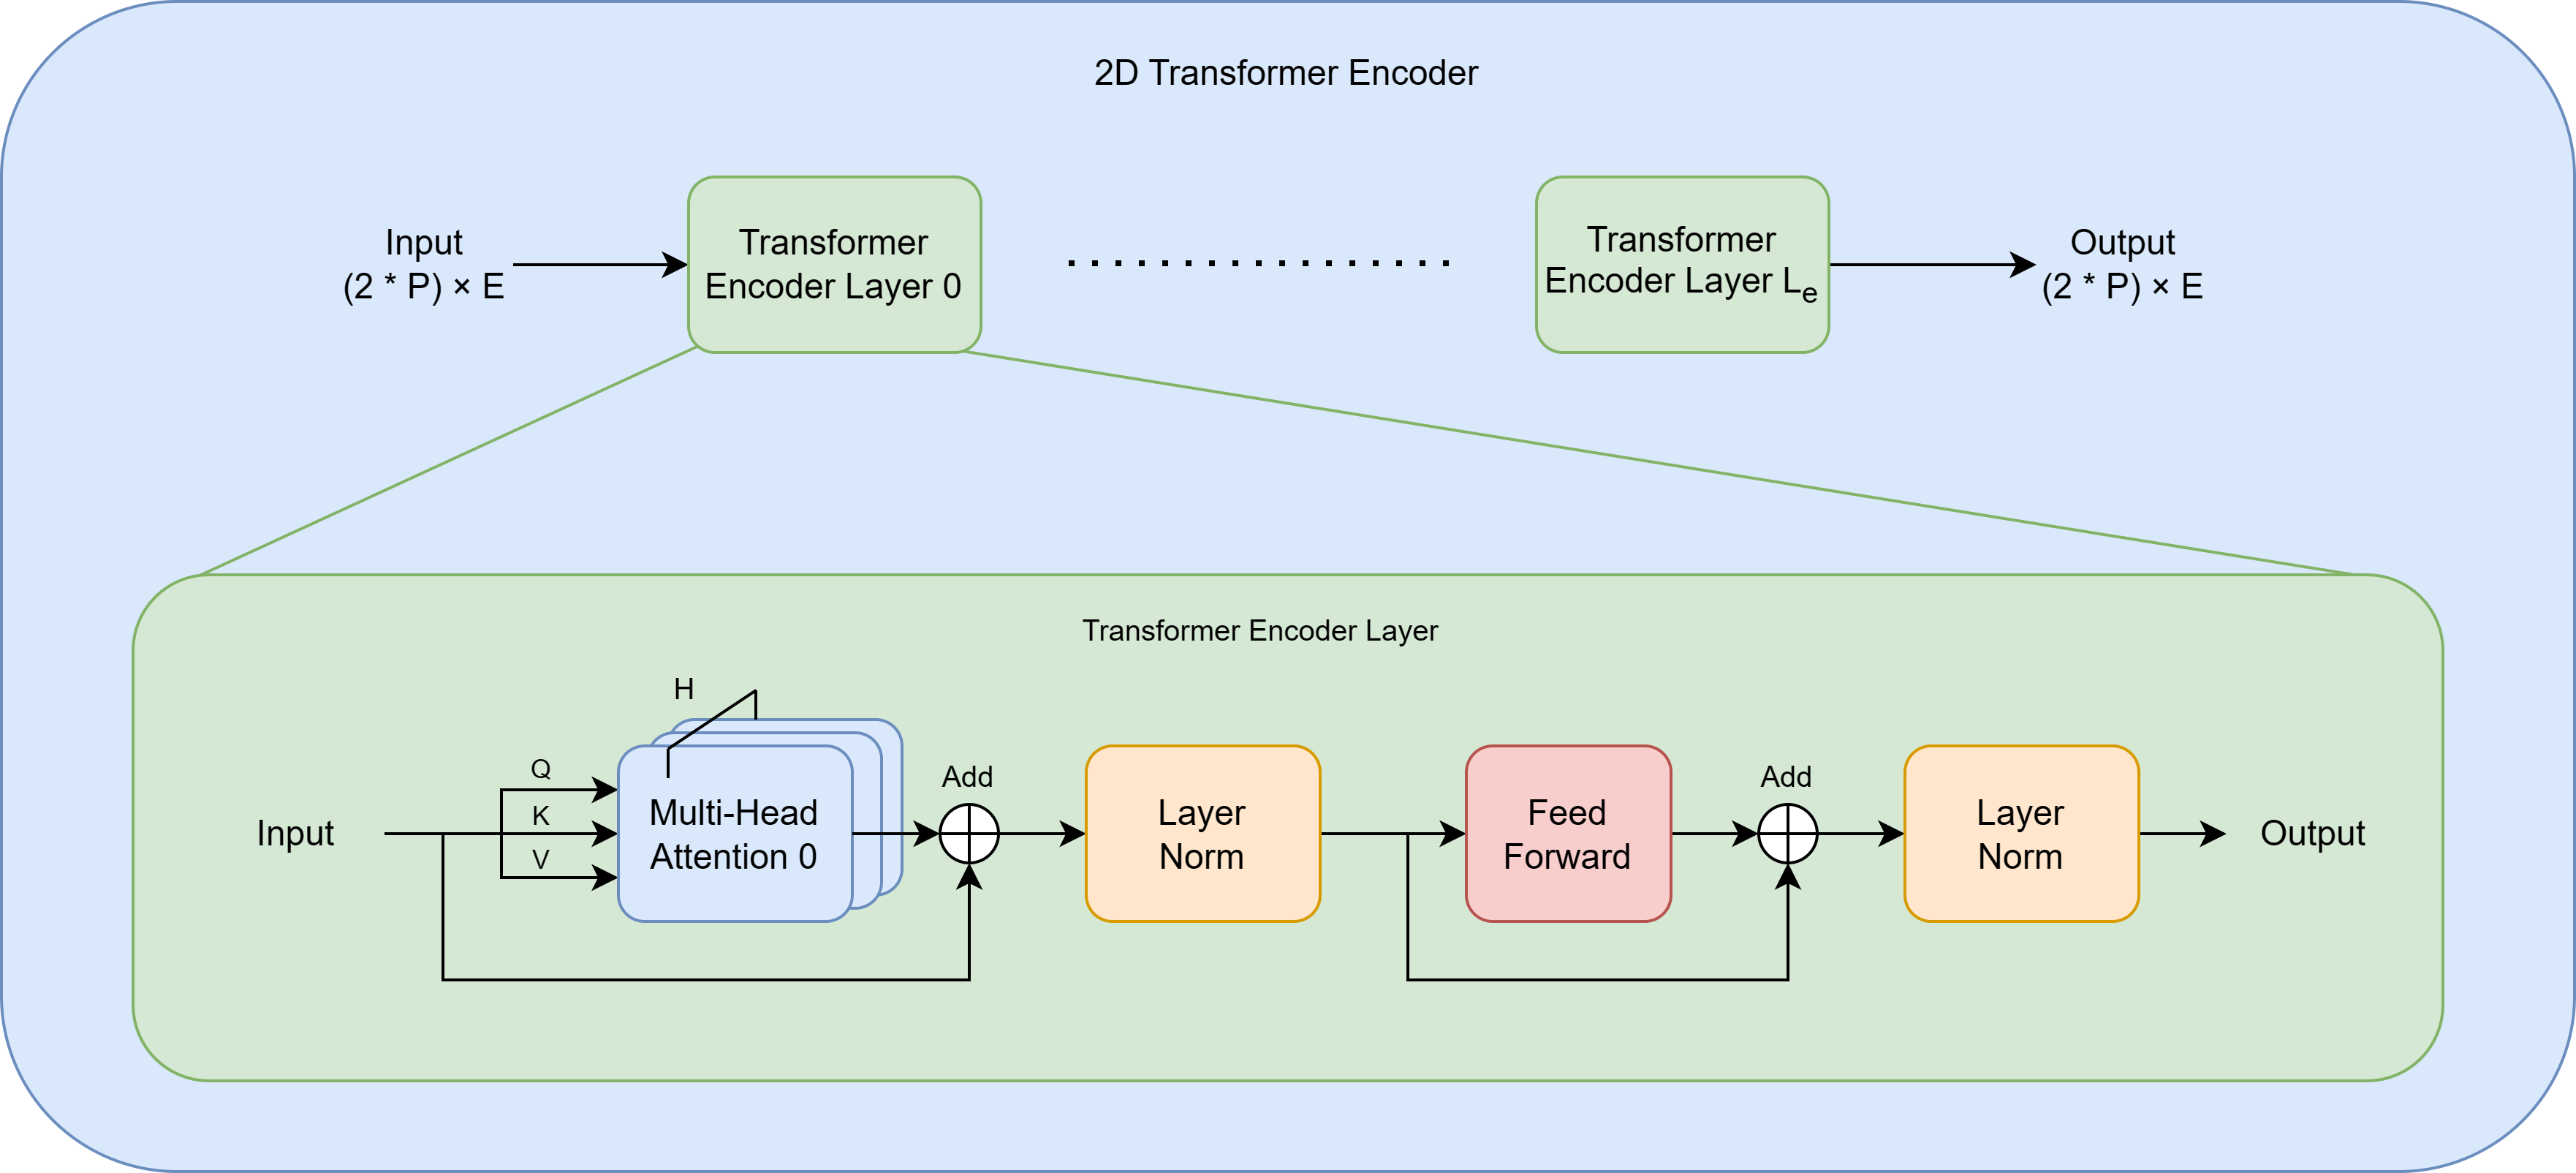 2D Transformer Encoder
Input
(2 * P) × E
Transformer
Encoder Layer 0
Transformer
Encoder Layer Lₑ
Output
(2 * P) × E
Transformer Encoder Layer
H
Q
K
V
Input
Multi-Head
Attention 0
Add
Layer
Norm
Feed
Forward
Add
Layer
Norm
Output